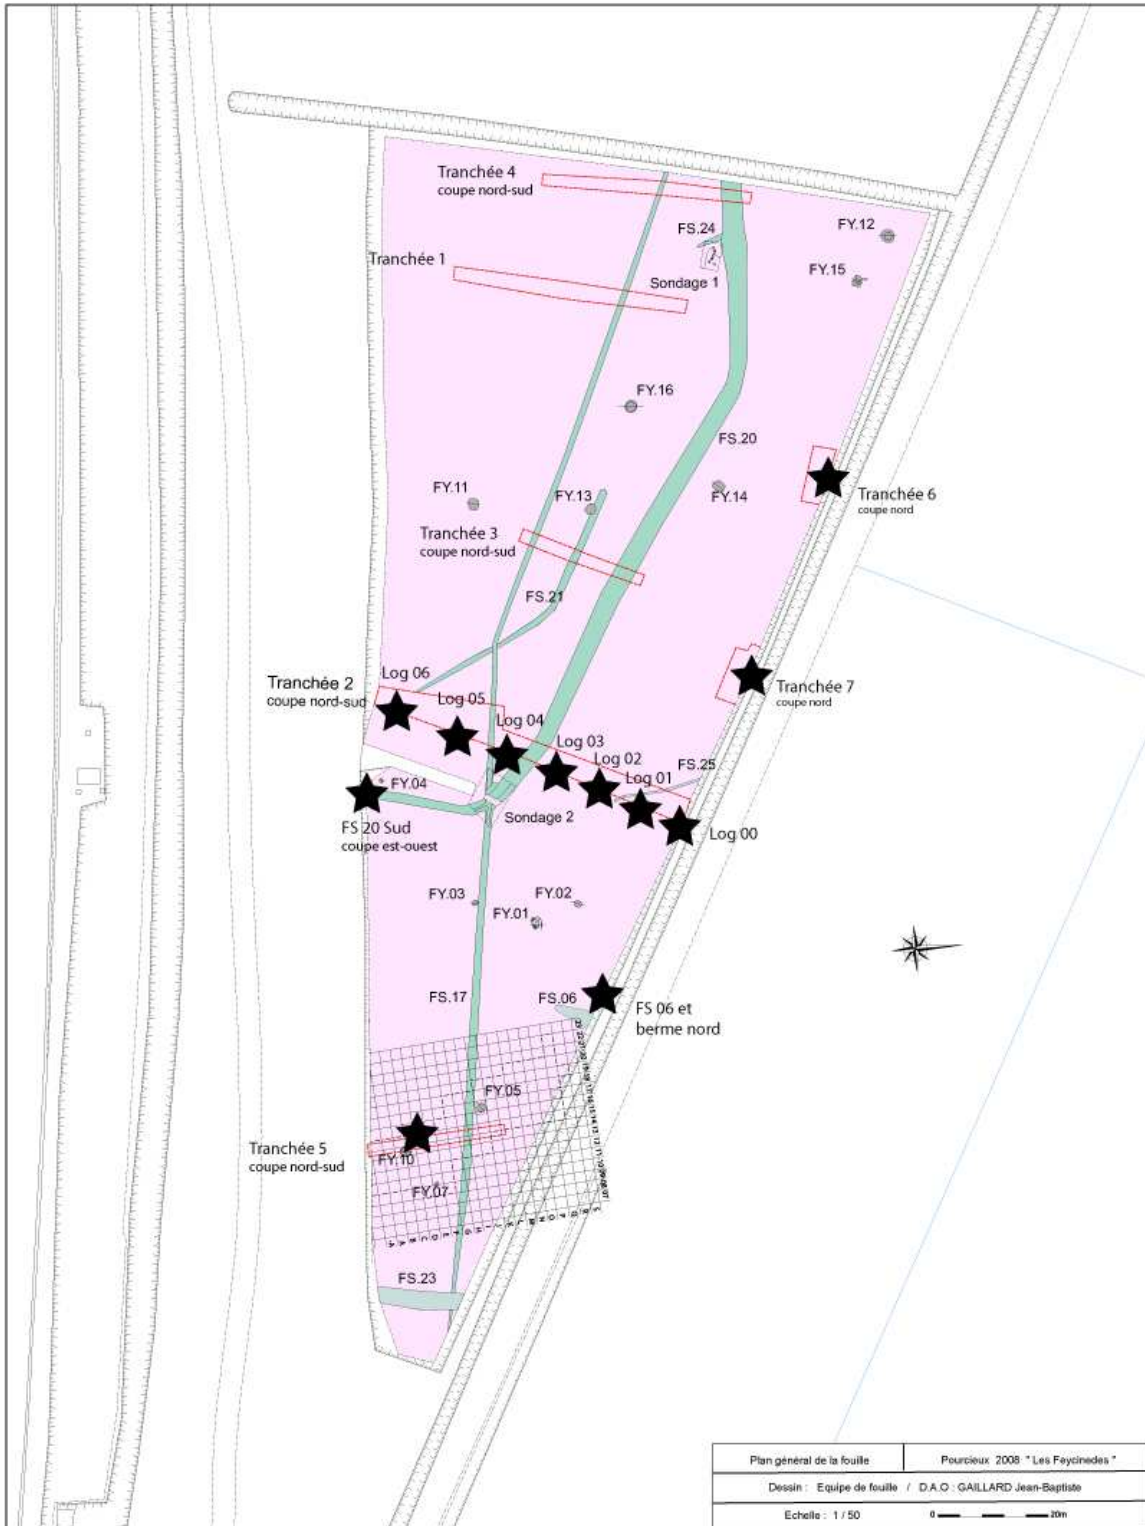 Tranchée 4
coupe nord-sud
FS.24
FY.12
Tranchée 1
FY.15
Sondage 1
FY.16
FS.20
FY.11
FY.13
FY.14
Tranchée 6
coupe nord
Tranchée 3
coupe nord-sud
FS.21
Log 06
Tranchée 2
coupe nord-sud
Log 05
Tranchée 7
coupe nord
Log 04
Log 03
Log 02
FS.25
Log 01
FY.04
FS 20 Sud
coupe est-ouest
Sondage 2
Log 00
FY.03
FY.02
FY.01
FS.17
FS.06
FS 06 et
berme nord
FY.05
Tranchée 5
coupe nord-sud
FY.10
FY.07
FS.23
Plan général de la fouille
Pourcieux 2008 " Les Feycinedes "
Dessin : Equipe de fouille / D.A.O : GAILLARD Jean-Baptiste
Echelle : 1 / 50
0 20m